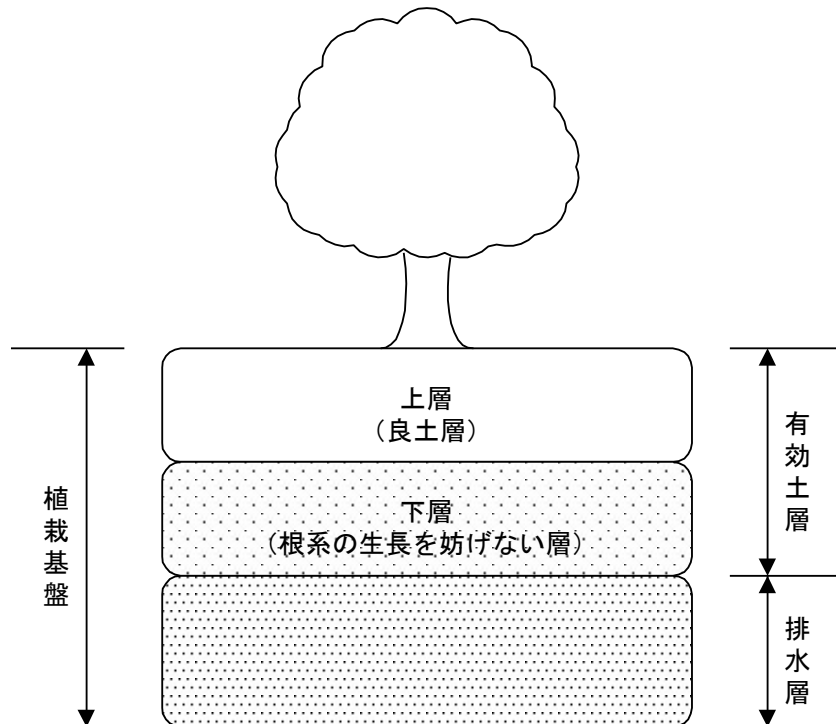 上層
（良土層）
下層
（根系の生長を妨げない層）
植栽基盤
有効土層
排水層